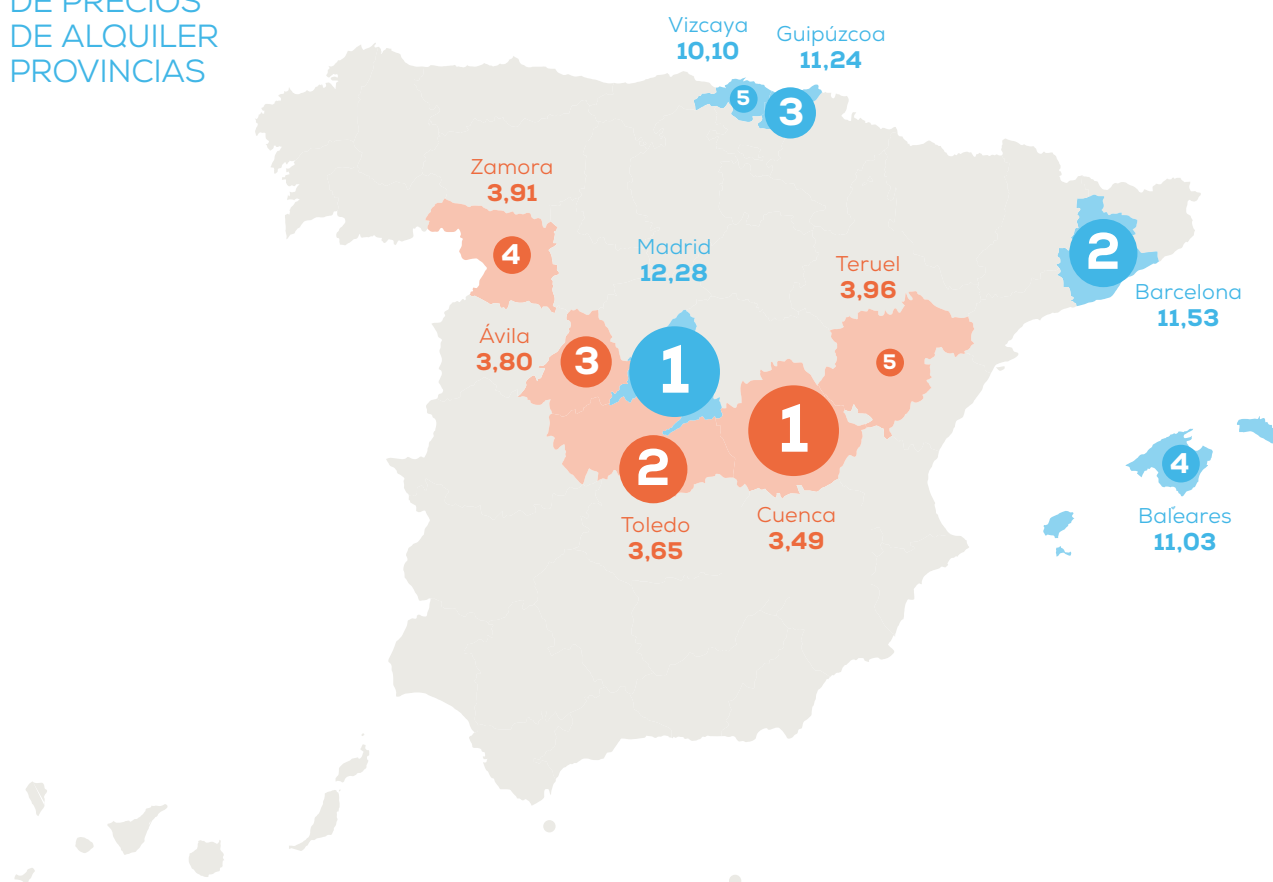 DE PRECIOS
DE ALQUILER
PROVINCIAS
Vizcaya
10,10
Guipúzcoa
11,24
5
3
Zamora
3,91
4
Madrid
12,28
1
Teruel
3,96
5
2
Barcelona
11,53
Ávila
3,80
3
1
2
Toledo
3,65
Cuenca
3,49
4
Baleares
11,03